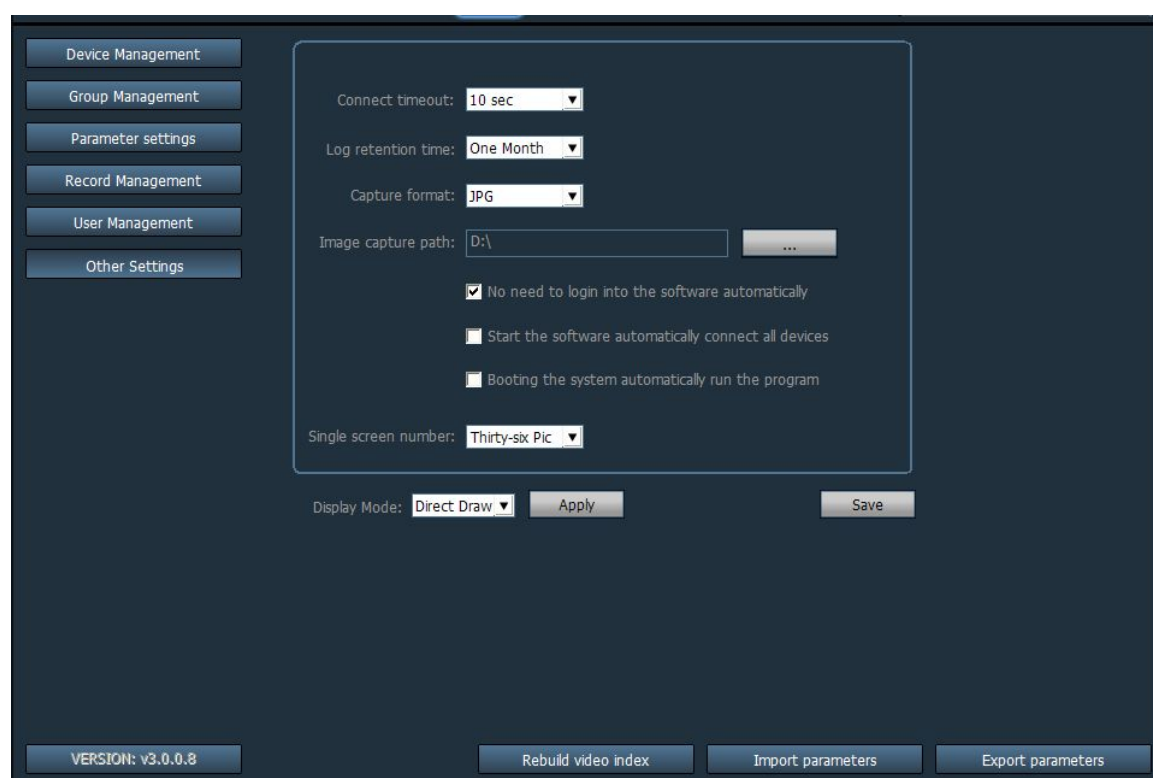 Device Management
Group Management
Parameter settings
Record Management
User Management
Other Settings
Connect timeout: 10 sec
Log retention time: One Month
Capture format: JPG
Image capture path: D:\ ...
No need to login into the software automatically
Start the software automatically connect all devices
Booting the system automatically run the program
Single screen number: Thirty-six Pic
Display Mode: Direct Draw Apply Save
VERSION: v3.0.0.8 Rebuild video index Import parameters Export parameters